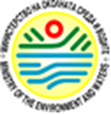 МИНИСТЕРСТВО НА ОКОЛНАТА СРЕДА И ВОДИТЕ
MINISTRY OF THE ENVIRONMENT AND WATERS